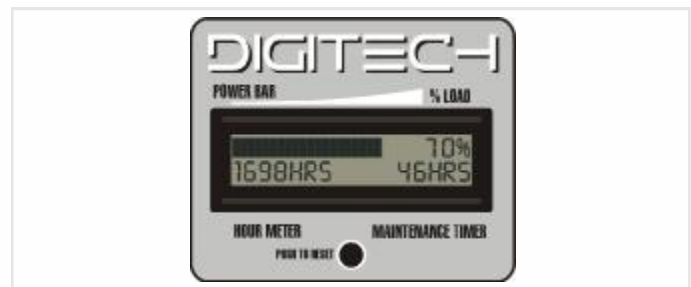 DIGITECH
POWER BAR % LOAD
70%
1698HRS 46HRS
HOUR METER MAINTENANCE TIMER
PUSH TO RESET